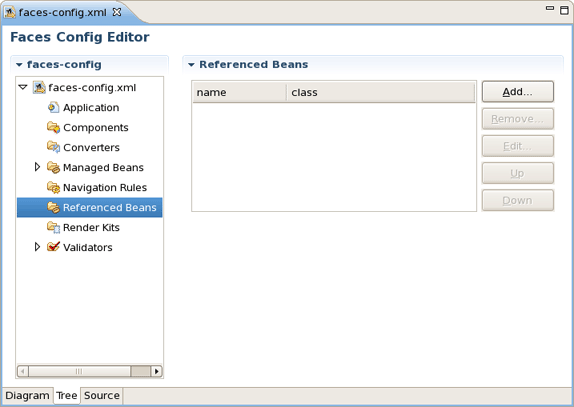 faces-config.xml
Faces Config Editor
faces-config
faces-config.xml
Application
Components
Converters
Managed Beans
Navigation Rules
Referenced Beans
Render Kits
Validators
Referenced Beans
name class
Add...
Remove...
Edit...
Up
Down
Diagram Tree Source